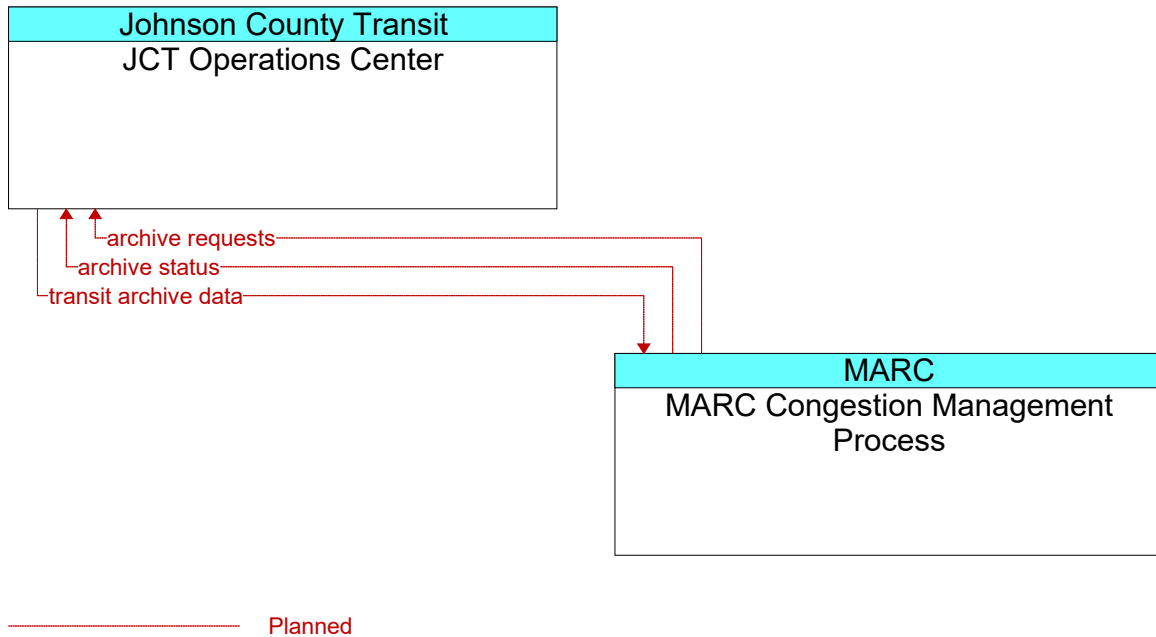 Johnson County Transit
JCT Operations Center
archive requests
archive status
transit archive data
MARC
MARC Congestion Management
Process
Planned